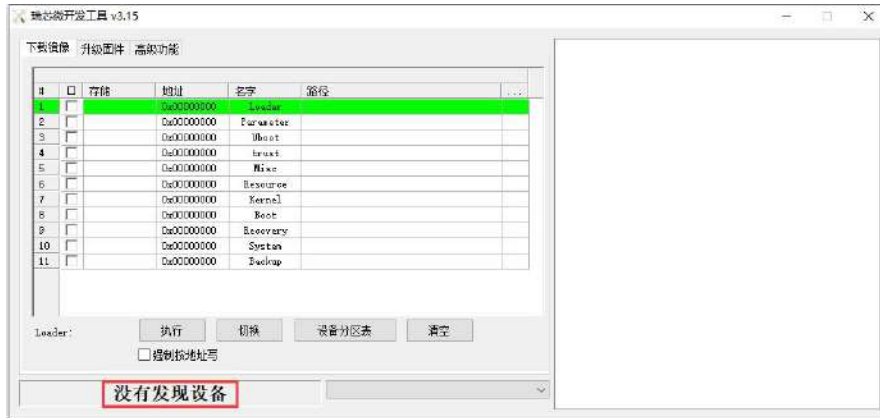 瑞芯微开发工具 v3.15
下载镜像 升级固件 高级功能
# 存储 地址 名字 路径 ...
1 0x00000000 Loader
2 0x00000000 Parameter
3 0x00000000 Uboot
4 0x00000000 trust
5 0x00000000 Misc
6 0x00000000 Resource
7 0x00000000 Kernel
8 0x00000000 Boot
9 0x00000000 Recovery
10 0x00000000 System
11 0x00000000 Backup
Loader: 执行 切换 设备分区表 清空
强制按地址写
没有发现设备